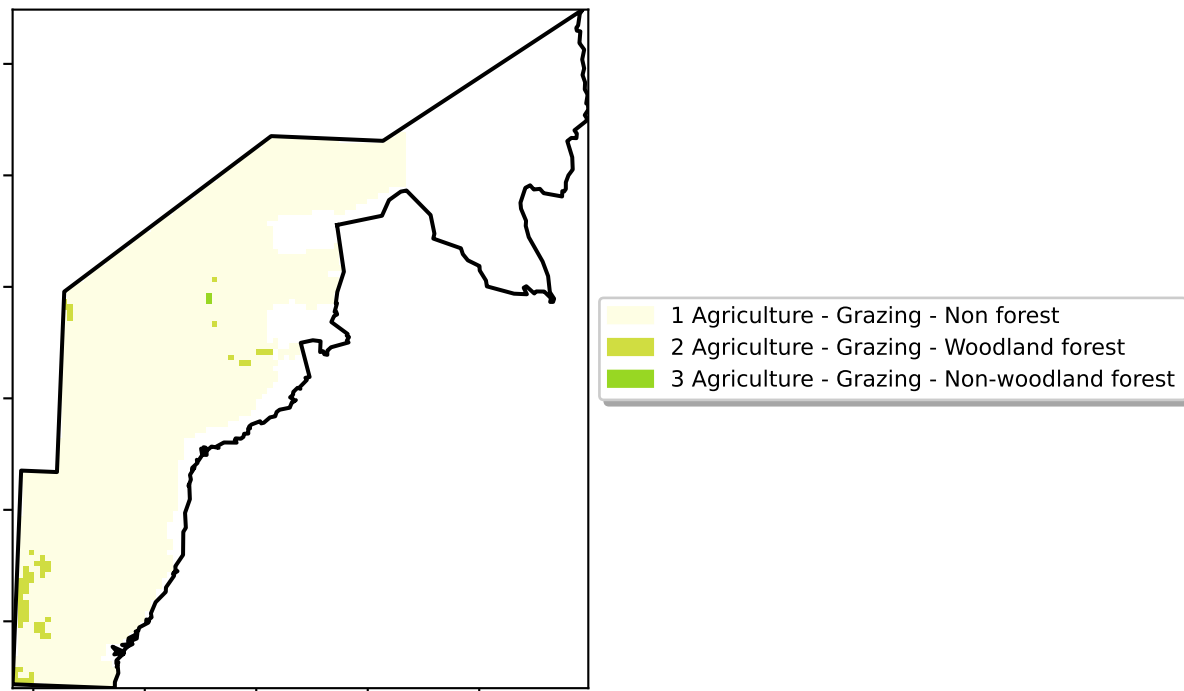 1 Agriculture - Grazing - Non forest
2 Agriculture - Grazing - Woodland forest
3 Agriculture - Grazing - Non-woodland forest